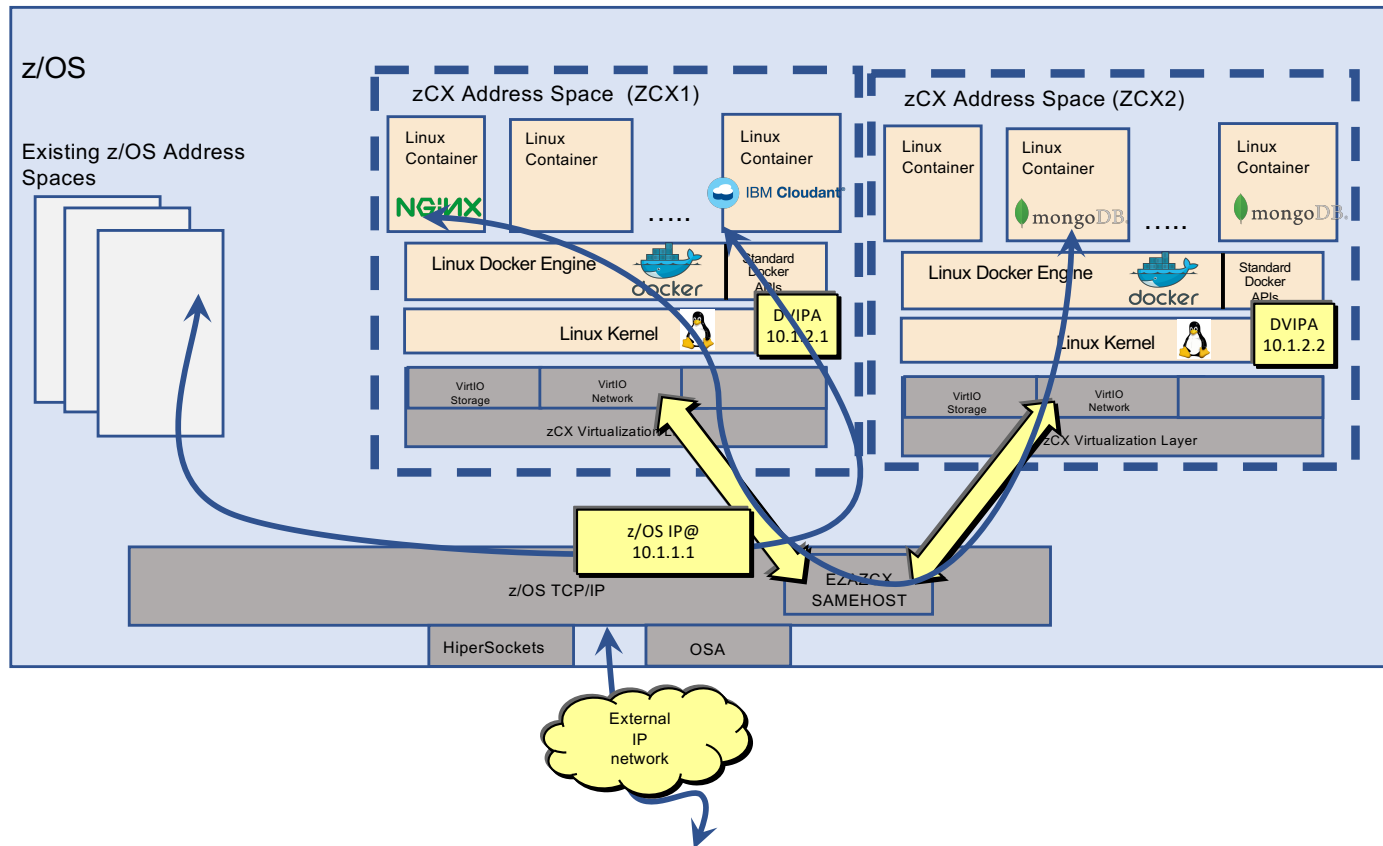 z/OS
Existing z/OS Address
Spaces
zCX Address Space (ZCX1)
Linux
Container
NGiNX
Linux
Container
.....
Linux
Container
IBM Cloudant®
Linux Docker Engine
docker
Standard
Docker
APIs
Linux Kernel
DVIPA
10.1.2.1
VirtIO
Storage
VirtIO
Network
zCX Virtualization L
zCX Address Space (ZCX2)
Linux
Container
Linux
Container
mongoDB.
.....
Linux
Container
mongoDB.
Linux Docker Engine
docker
Standard
Docker
APIs
Linux Kernel
DVIPA
10.1.2.2
VirtIO
Storage
VirtIO
Network
zCX Virtualization Layer
z/OS IP@
10.1.1.1
z/OS TCP/IP
EZAZCX
SAMEHOST
HiperSockets
OSA
External
IP
network